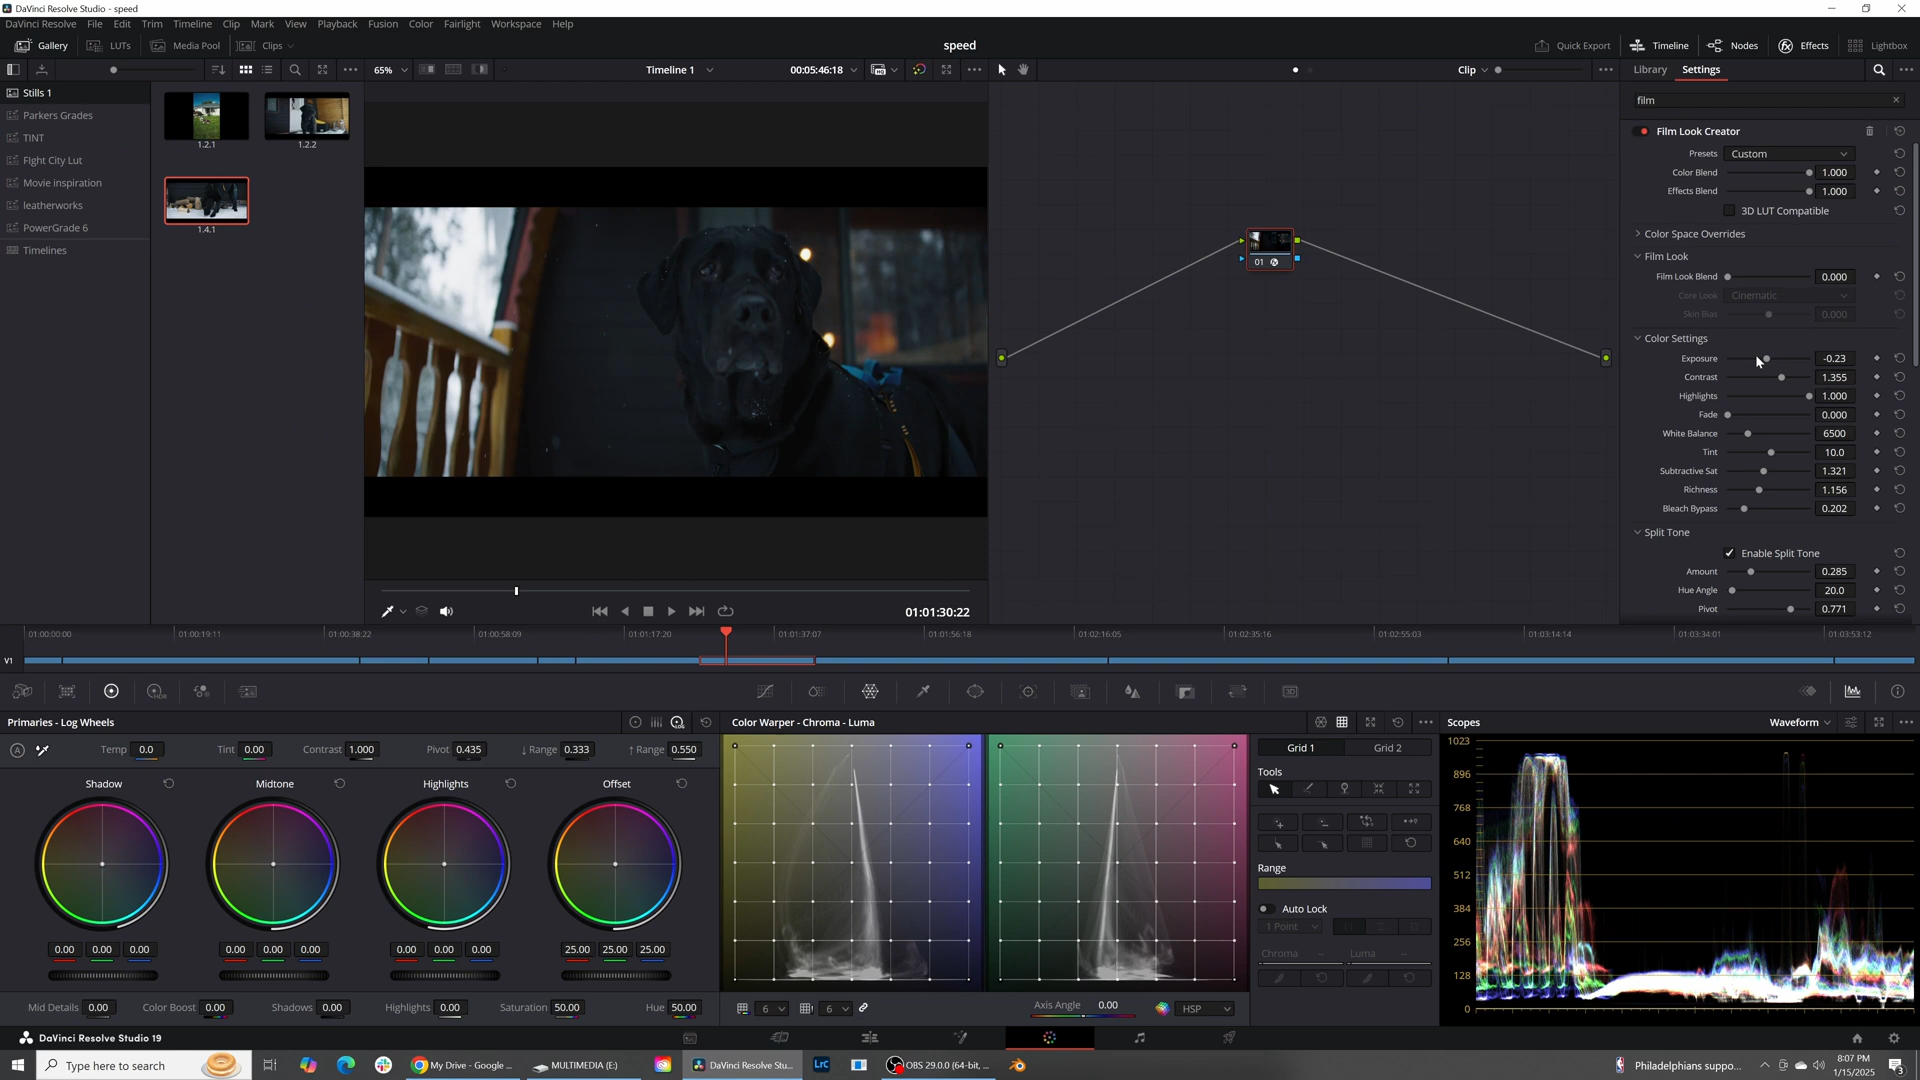 DaVinci Resolve Studio - speed
DaVinci Resolve File Edit Trim Timeline Clip Mark View Playback Fusion Color Fairlight Workspace Help
Gallery LUTs Media Pool Clips speed Quick Export Timeline Nodes Effects Lightbox
65% Timeline 1 00:05:46:18 Clip Library Settings
Stills 1
Parkers Grades
TINT
FIght City Lut
Movie inspiration
leatherworks
PowerGrade 6
Timelines
1.2.1 1.2.2
1.4.1
01
film
Film Look Creator
Presets Custom
Color Blend 1.000
Effects Blend 1.000
3D LUT Compatible
Color Space Overrides
Film Look
Film Look Blend 0.000
Core Look Cinematic
Skin Bias 0.000
Color Settings
Exposure -0.23
Contrast 1.355
Highlights 1.000
Fade 0.000
White Balance 6500
Tint 10.0
Subtractive Sat 1.321
Richness 1.156
Bleach Bypass 0.202
Split Tone
Enable Split Tone
Amount 0.285
Hue Angle 20.0
Pivot 0.771
01:01:30:22
01:00:00:00 01:00:19:11 01:00:38:22 01:00:58:09 01:01:17:20 01:01:37:07 01:01:56:18 01:02:16:05 01:02:35:16 01:02:55:03 01:03:14:14 01:03:34:01 01:03:53:12
V1
Primaries - Log Wheels
Temp 0.0 Tint 0.00 Contrast 1.000 Pivot 0.435 ↓ Range 0.333 ↑ Range 0.550
Shadow Midtone Highlights Offset
0.00 0.00 0.00 0.00 0.00 0.00 0.00 0.00 0.00 25.00 25.00 25.00
Mid Details 0.00 Color Boost 0.00 Shadows 0.00 Highlights 0.00 Saturation 50.00 Hue 50.00
Color Warper - Chroma - Luma
Grid 1 Grid 2
Tools
Range
Auto Lock
1 Point
Chroma -- Luma --
6 6 Axis Angle 0.00 HSP
Scopes Waveform
1023
896
768
640
512
384
256
128
0
DaVinci Resolve Studio 19
Type here to search My Drive - Google ... MULTIMEDIA (E:) DaVinci Resolve Stu... LrC OBS 29.0.0 (64-bit, ... Philadelphians suppo... 8:07 PM
1/15/2025 3